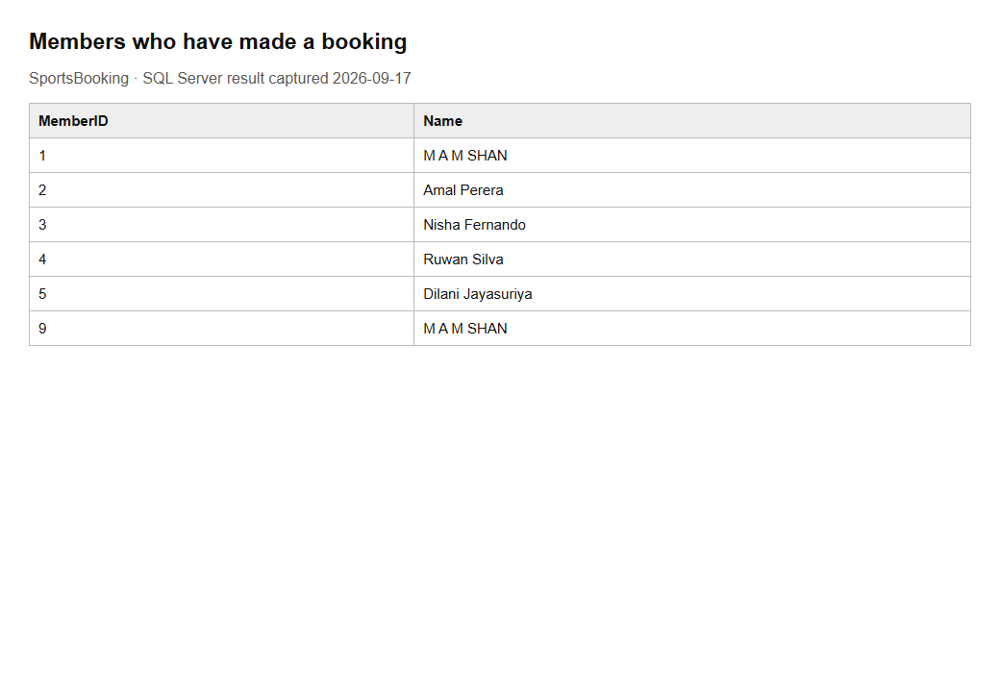 Members who have made a booking
SportsBooking · SQL Server result captured 2026-09-17
MemberID Name
1 M A M SHAN
2 Amal Perera
3 Nisha Fernando
4 Ruwan Silva
5 Dilani Jayasuriya
9 M A M SHAN